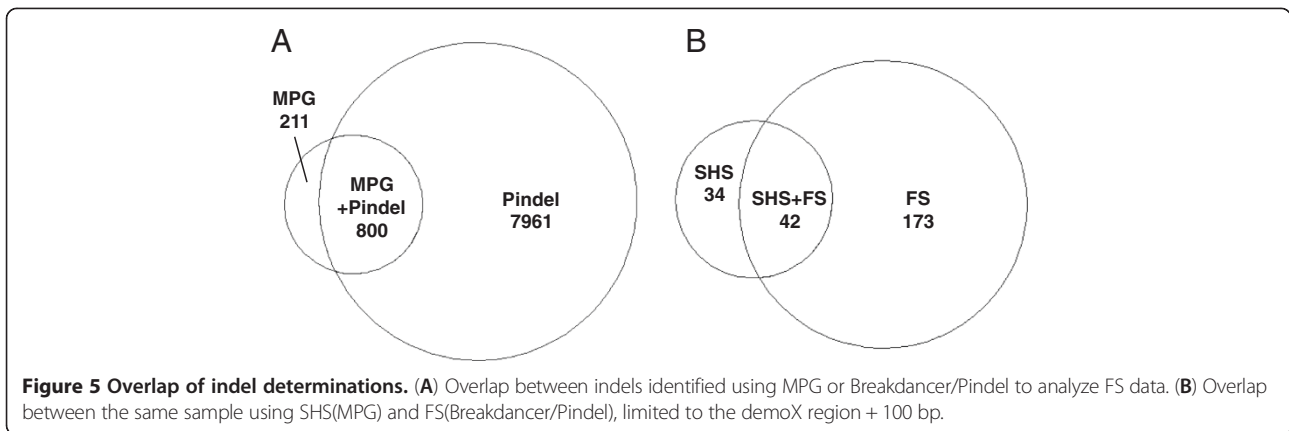 A
B
MPG
211
MPG
+Pindel
800
Pindel
7961
SHS
34
SHS+FS
42
FS
173
Figure 5 Overlap of indel determinations. (A) Overlap between indels identified using MPG or Breakdancer/Pindel to analyze FS data. (B) Overlap
between the same sample using SHS(MPG) and FS(Breakdancer/Pindel), limited to the demoX region + 100 bp.